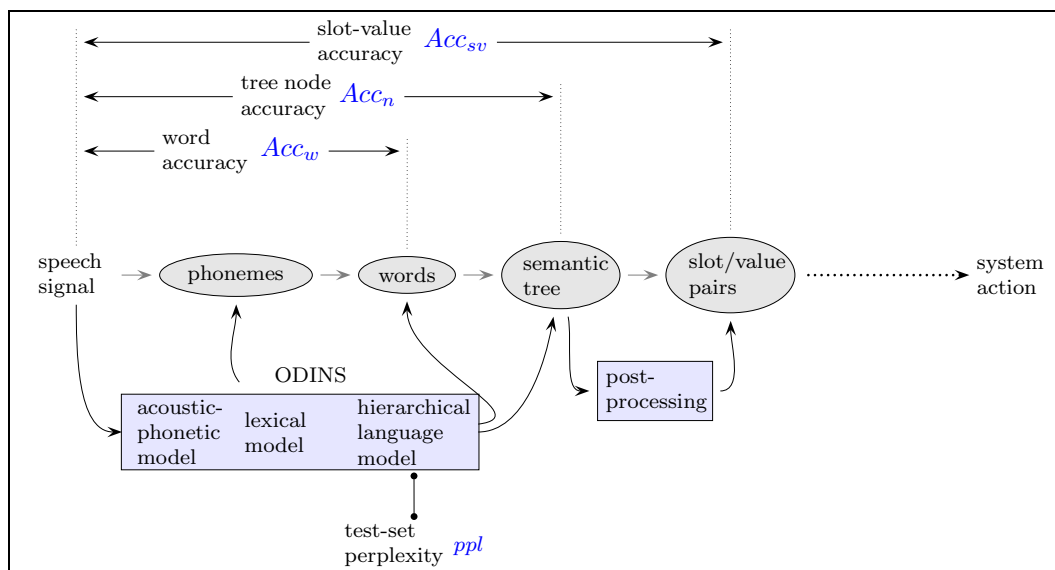 slot-value
accuracy Acc_sv
tree node
accuracy Acc_n
word
accuracy Acc_w
speech
signal
phonemes
words
semantic
tree
slot/value
pairs
system
action
ODINS
acoustic-
phonetic
model
lexical
model
hierarchical
language
model
post-
processing
test-set
perplexity ppl